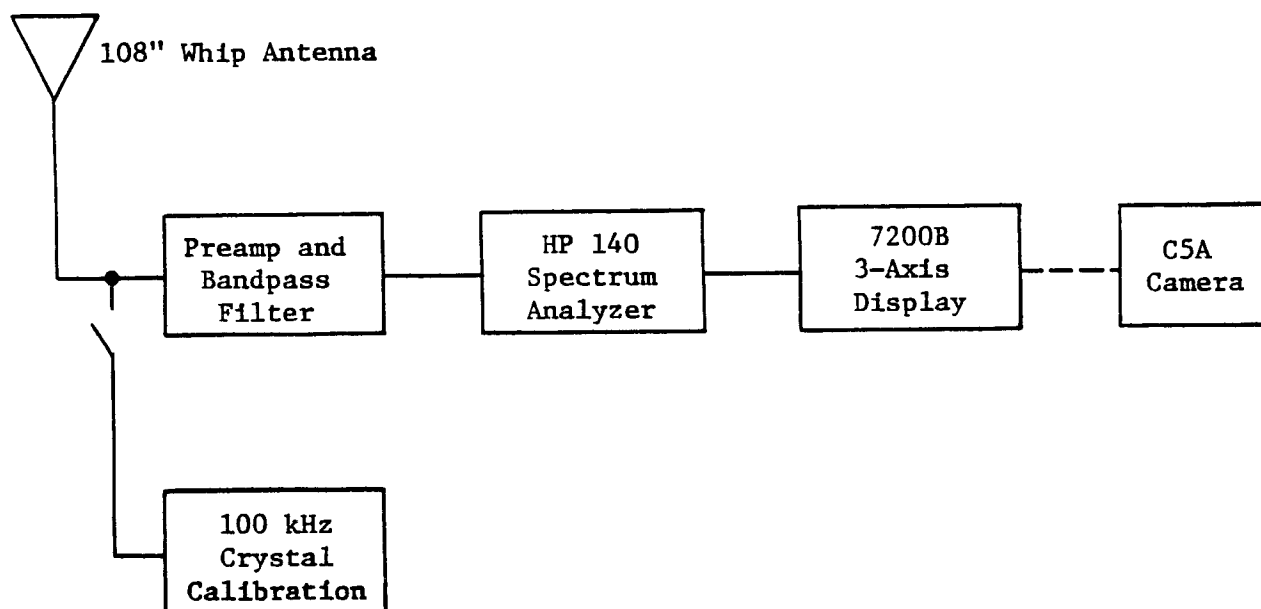 108" Whip Antenna
Preamp and
Bandpass
Filter
HP 140
Spectrum
Analyzer
7200B
3-Axis
Display
C5A
Camera
100 kHz
Crystal
Calibration